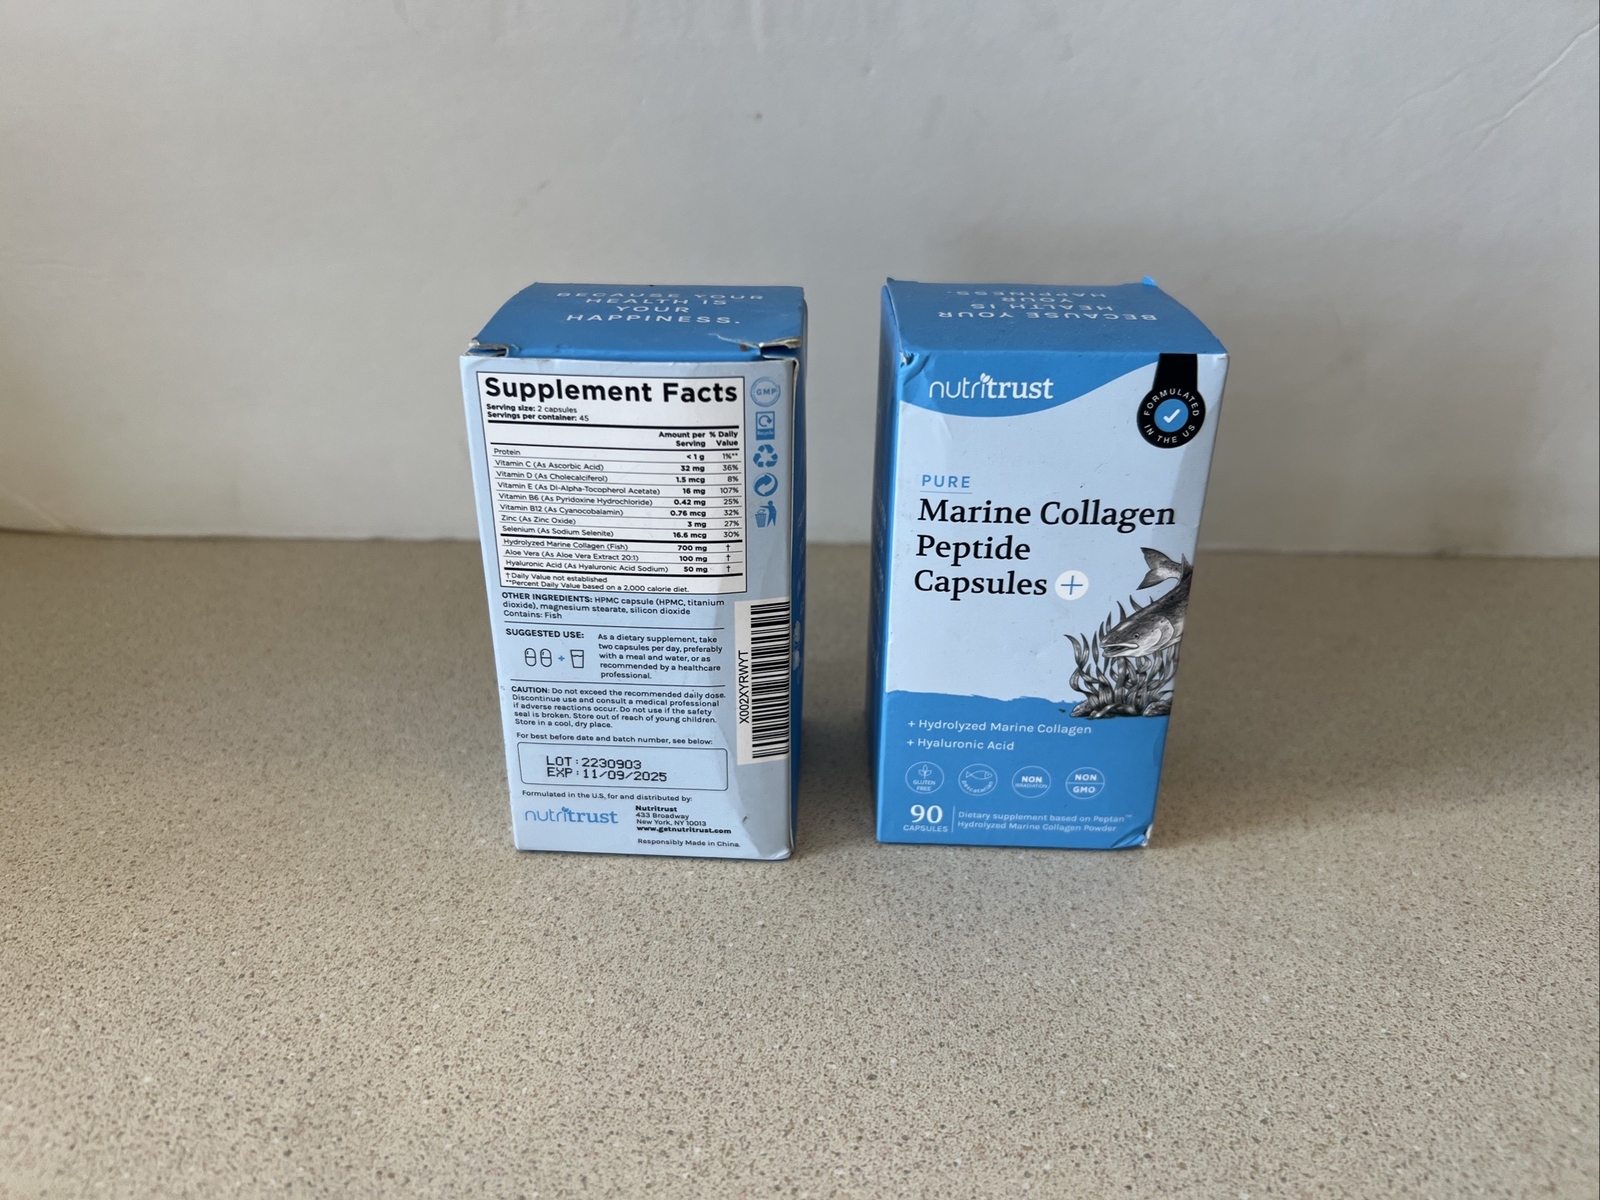 BECAUSE YOUR
HEALTH IS
YOUR
HAPPINESS.
Supplement Facts
Serving size: 2 capsules
Servings per container: 45
Amount per % Daily
Serving Value
Protein <1 g 1%**
Vitamin C (As Ascorbic Acid) 32 mg 36%
Vitamin D (As Cholecalciferol) 1.5 mcg 8%
Vitamin E (As Dl-Alpha-Tocopherol Acetate) 16 mg 107%
Vitamin B6 (As Pyridoxine Hydrochloride) 0.42 mg 25%
Vitamin B12 (As Cyanocobalamin) 0.76 mcg 32%
Zinc (As Zinc Oxide) 3 mg 27%
Selenium (As Sodium Selenite) 16.6 mcg 30%
Hydrolyzed Marine Collagen (Fish) 700 mg †
Aloe Vera (As Aloe Vera Extract 20:1) 100 mg †
Hyaluronic Acid (As Hyaluronic Acid Sodium) 50 mg †
† Daily Value not established
**Percent Daily Value based on a 2,000 calorie diet.
GMP
Recycle
OTHER INGREDIENTS: HPMC capsule (HPMC, titanium
dioxide), magnesium stearate, silicon dioxide
Contains: Fish
SUGGESTED USE:
As a dietary supplement, take
two capsules per day, preferably
with a meal and water, or as
recommended by a healthcare
professional.
CAUTION: Do not exceed the recommended daily dose.
Discontinue use and consult a medical professional
if adverse reactions occur. Do not use if the safety
seal is broken. Store out of reach of young children.
Store in a cool, dry place.
For best before date and batch number, see below:
LOT:2230903
EXP:11/09/2025
Formulated in the U.S, for and distributed by:
nutritrust
Nutritrust
433 Broadway
New York, NY 10013
www.getnutritrust.com
Responsibly Made in China.
X002XYRWYT
BECAUSE YOUR
HEALTH IS
YOUR
HAPPINESS.
nutritrust
FORMULATED
IN THE US
PURE
Marine Collagen
Peptide
Capsules +
+ Hydrolyzed Marine Collagen
+ Hyaluronic Acid
GLUTEN
FREE
PESCATARIAN
NON
IRRADIATION
NON
GMO
90
CAPSULES
Dietary supplement based on Peptan™
Hydrolyzed Marine Collagen Powder